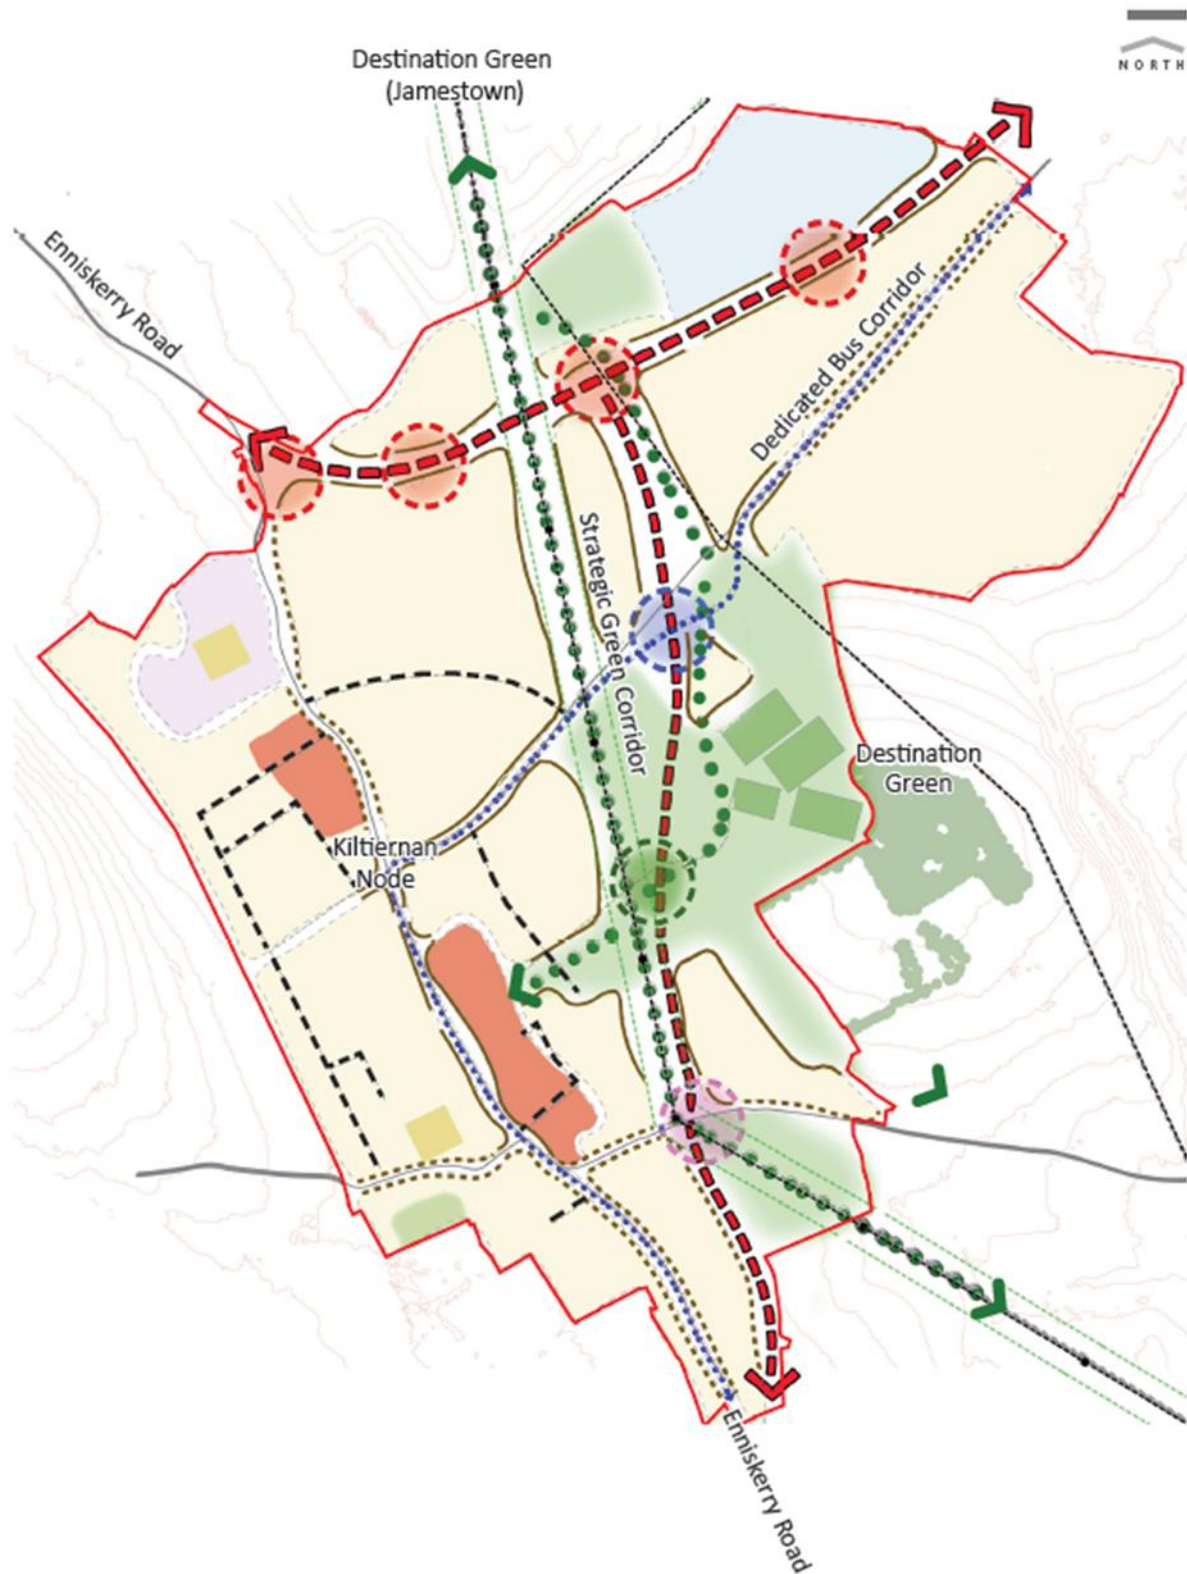 NORTH
Destination Green
(Jamestown)
Enniskerry Road
Dedicated Bus Corridor
Strategic Green Corridor
Destination
Green
Kiltiernan
Node
Enniskerry Road